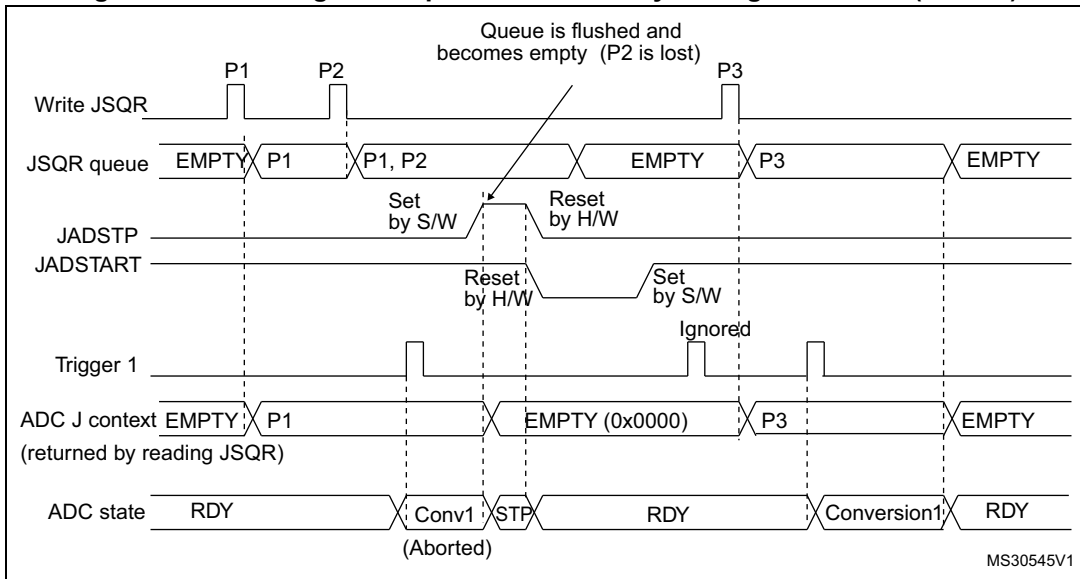 Queue is flushed and
becomes empty (P2 is lost)
P1 P2 P3
Write JSQR
JSQR queue EMPTY P1 P1, P2 EMPTY P3 EMPTY
Set
by S/W
Reset
by H/W
JADSTP
JADSTART
Reset
by H/W
Set
by S/W
Ignored
Trigger 1
ADC J context EMPTY P1 EMPTY (0x0000) P3 EMPTY
(returned by reading JSQR)
ADC state RDY Conv1 STP RDY Conversion1 RDY
(Aborted)
MS30545V1